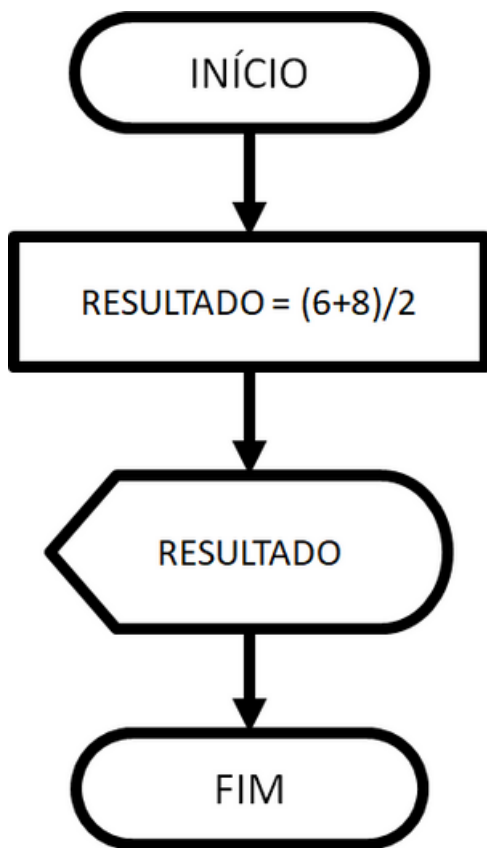 INÍCIO
RESULTADO = (6+8)/2
RESULTADO
FIM